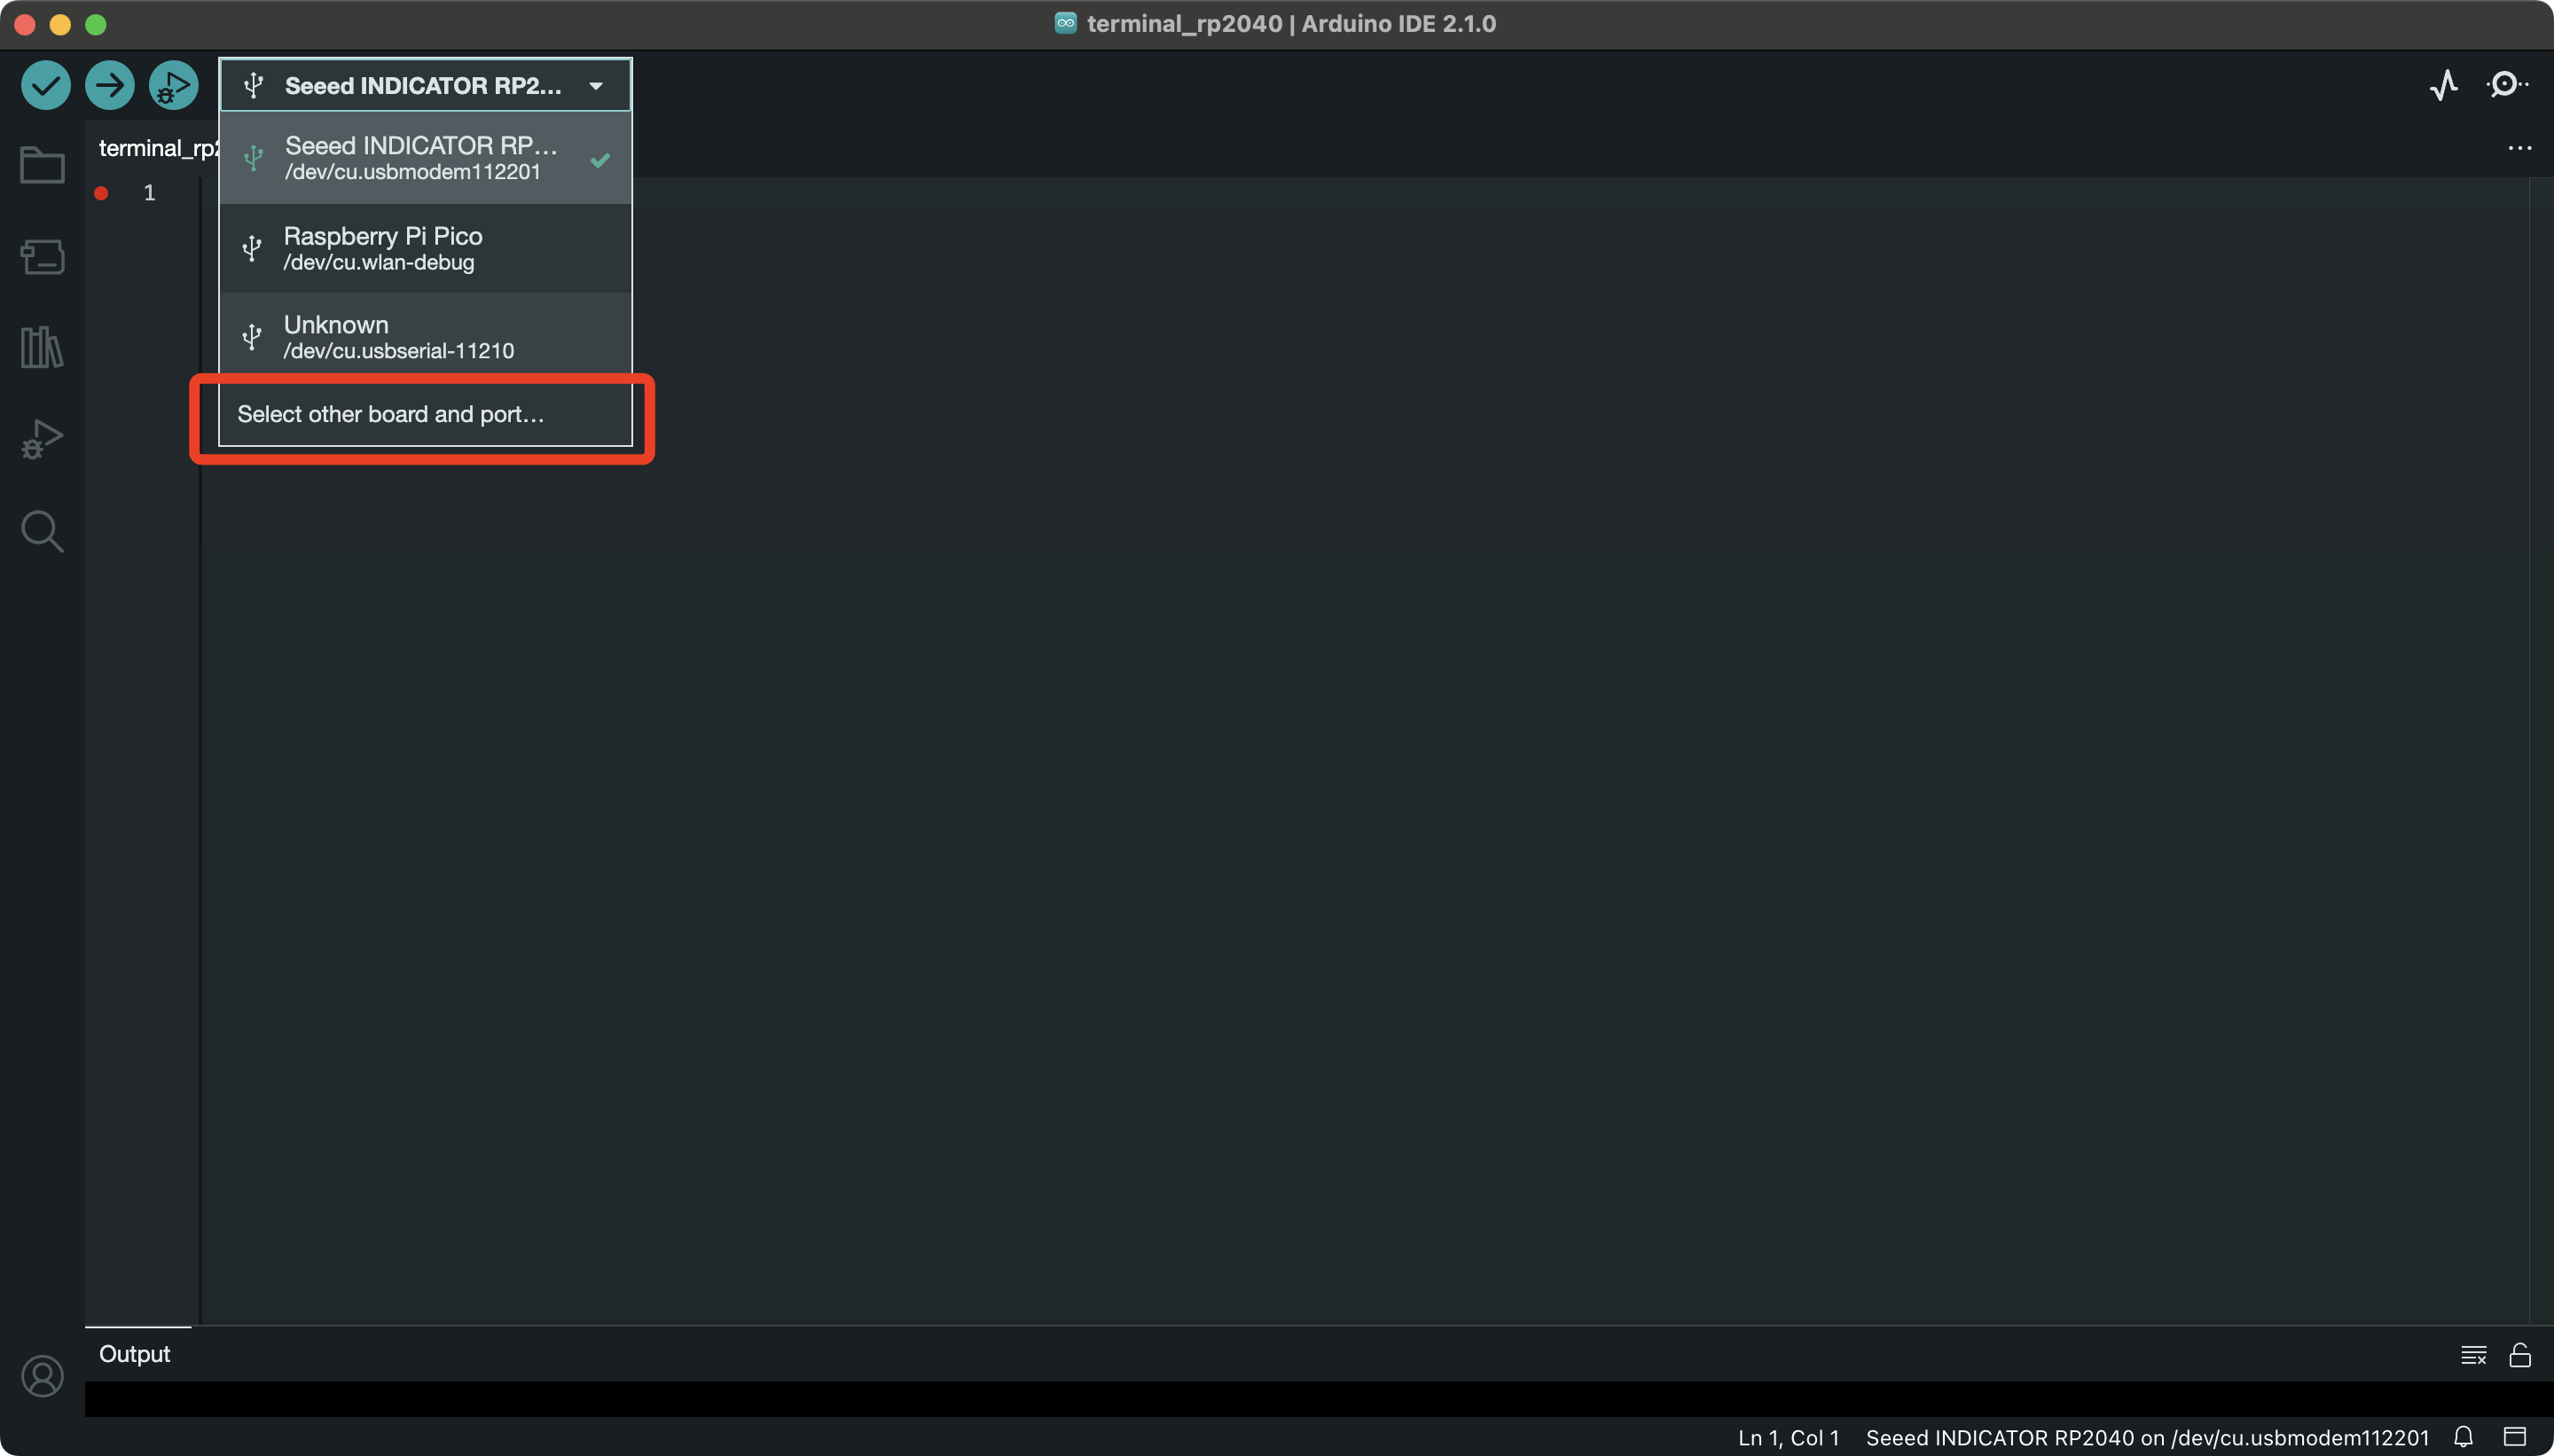 terminal_rp2040 | Arduino IDE 2.1.0
Seeed INDICATOR RP2...
Seeed INDICATOR RP...
/dev/cu.usbmodem112201
Raspberry Pi Pico
/dev/cu.wlan-debug
Unknown
/dev/cu.usbserial-11210
Select other board and port...
terminal_rp2
1
Output
Ln 1, Col 1 Seeed INDICATOR RP2040 on /dev/cu.usbmodem112201